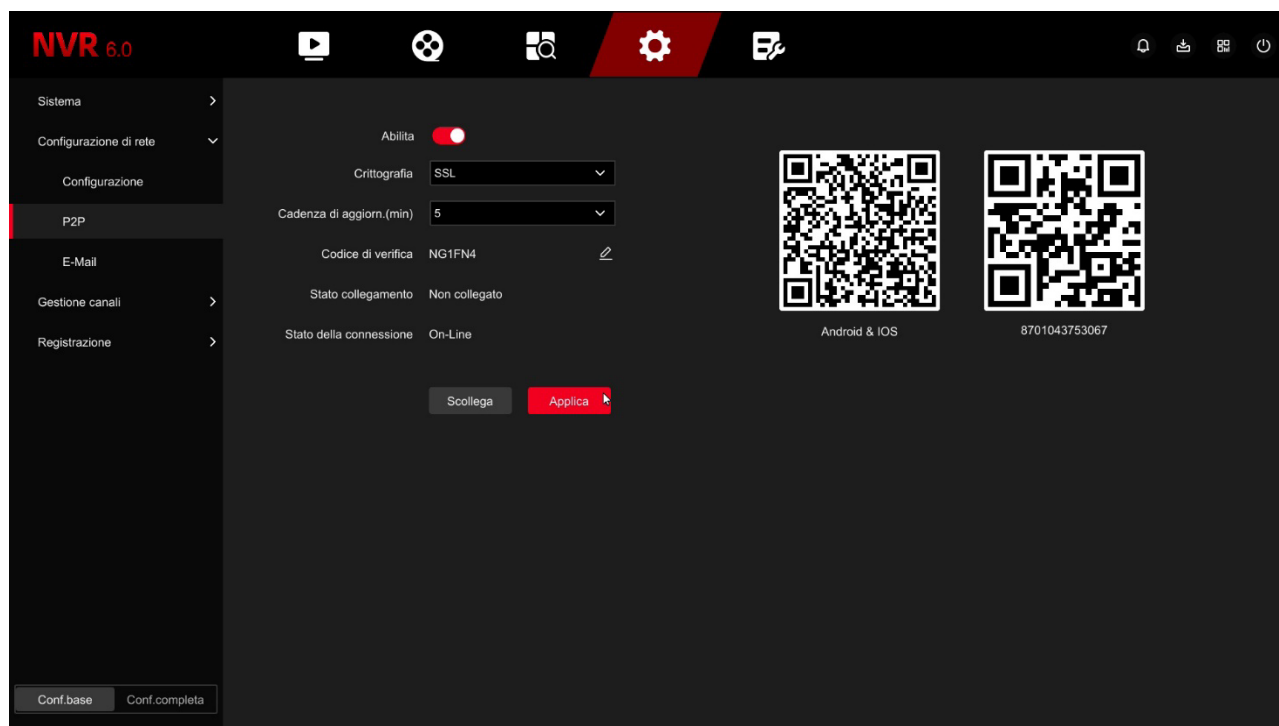 NVR 6.0
Sistema
Configurazione di rete
Configurazione
P2P
E-Mail
Gestione canali
Registrazione
Abilita
Crittografia SSL
Cadenza di aggiorn.(min) 5
Codice di verifica NG1FN4
Stato collegamento Non collegato
Stato della connessione On-Line
Scollega Applica
Android & IOS
8701043753067
Conf.base Conf.completa